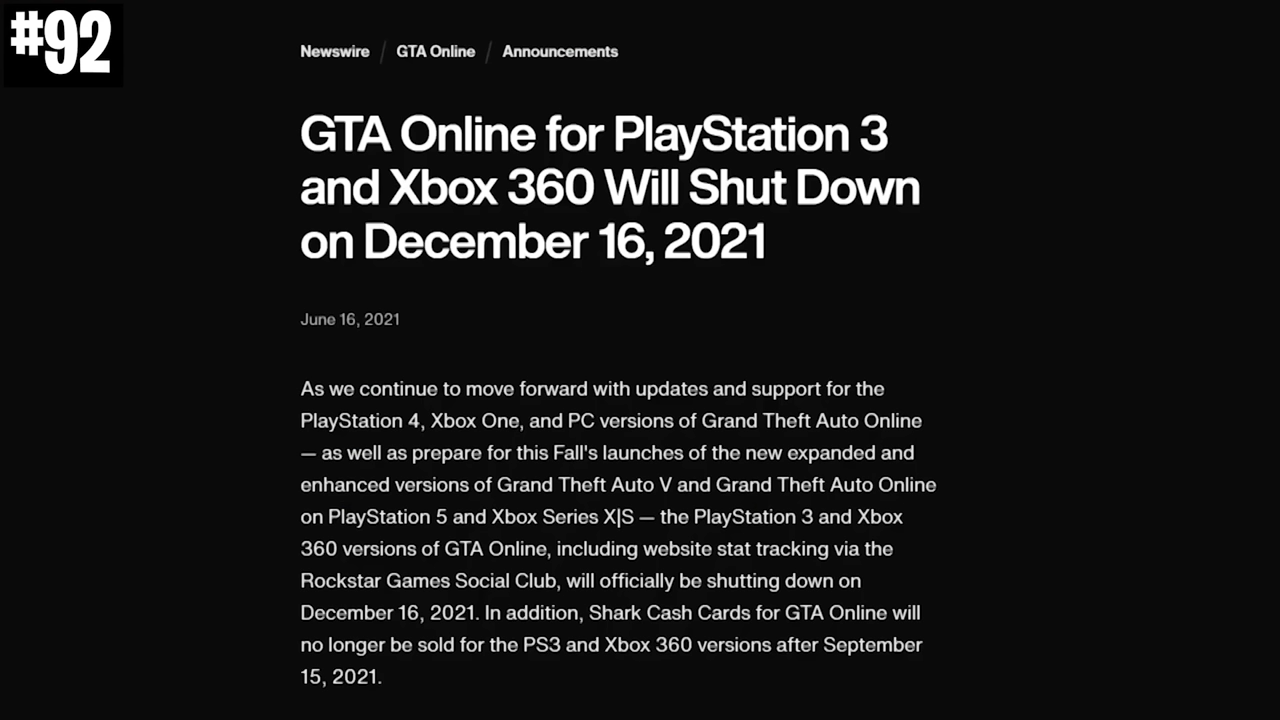 #92
Newswire / GTA Online / Announcements
GTA Online for PlayStation 3
and Xbox 360 Will Shut Down
on December 16, 2021
June 16, 2021
As we continue to move forward with updates and support for the
PlayStation 4, Xbox One, and PC versions of Grand Theft Auto Online
— as well as prepare for this Fall's launches of the new expanded and
enhanced versions of Grand Theft Auto V and Grand Theft Auto Online
on PlayStation 5 and Xbox Series X|S — the PlayStation 3 and Xbox
360 versions of GTA Online, including website stat tracking via the
Rockstar Games Social Club, will officially be shutting down on
December 16, 2021. In addition, Shark Cash Cards for GTA Online will
no longer be sold for the PS3 and Xbox 360 versions after September
15, 2021.